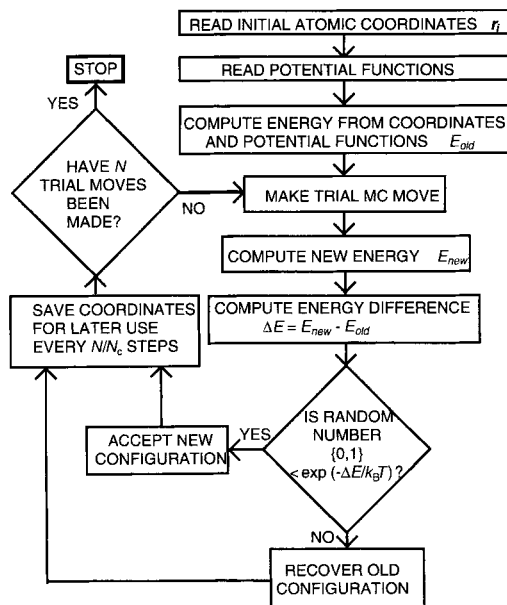 READ INITIAL ATOMIC COORDINATES r_i
READ POTENTIAL FUNCTIONS
COMPUTE ENERGY FROM COORDINATES
AND POTENTIAL FUNCTIONS E_old
MAKE TRIAL MC MOVE
COMPUTE NEW ENERGY E_new
COMPUTE ENERGY DIFFERENCE
ΔE = E_new - E_old
IS RANDOM
NUMBER
{0,1}
< exp (-ΔE/k_BT) ?
YES
ACCEPT NEW
CONFIGURATION
NO
RECOVER OLD
CONFIGURATION
SAVE COORDINATES
FOR LATER USE
EVERY N/N_c STEPS
HAVE N
TRIAL MOVES
BEEN
MADE?
NO
YES
STOP